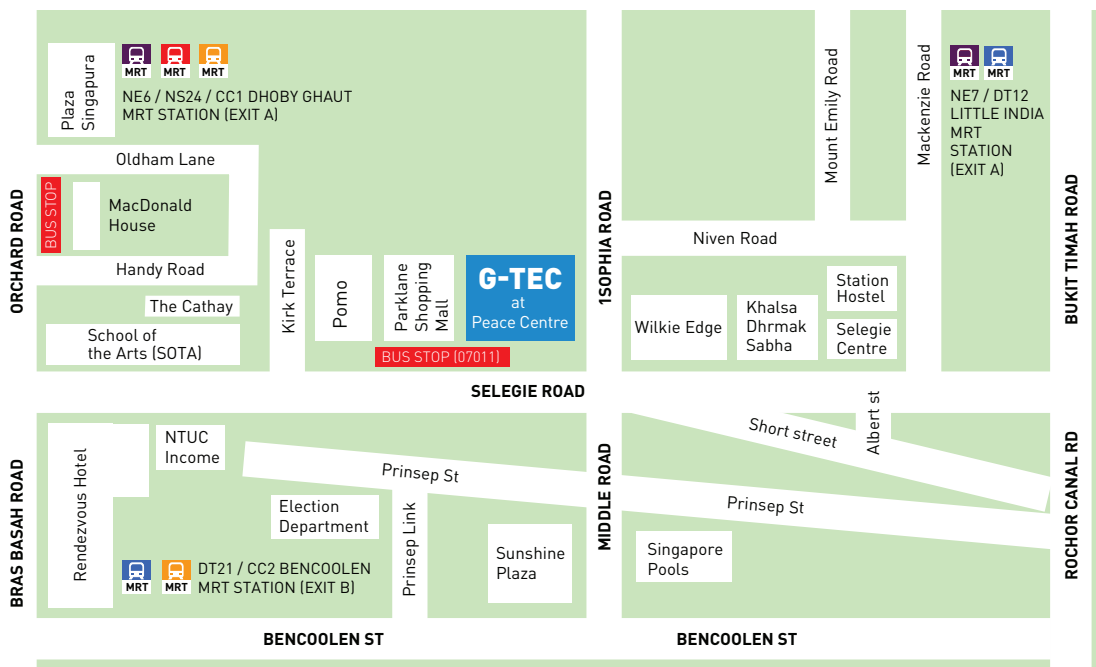 Plaza
Singapura
MRT
MRT
MRT
NE6 / NS24 / CC1 DHOBY GHAUT
MRT STATION (EXIT A)
Oldham Lane
ORCHARD ROAD
BUS STOP
MacDonald
House
Handy Road
The Cathay
School of
the Arts (SOTA)
Kirk Terrace
Pomo
Parklane
Shopping
Mall
G-TEC
at
Peace Centre
BUS STOP (07011)
1SOPHIA ROAD
Mount Emily Road
Mackenzie Road
MRT
MRT
NE7 / DT12
LITTLE INDIA
MRT
STATION
(EXIT A)
BUKIT TIMAH ROAD
Niven Road
Wilkie Edge
Khalsa
Dhrmak
Sabha
Station
Hostel
Selegie
Centre
SELEGIE ROAD
BRAS BASAH ROAD
Rendezvous Hotel
NTUC
Income
Prinsep St
Election
Department
Prinsep Link
MRT
MRT
DT21 / CC2 BENCOOLEN
MRT STATION (EXIT B)
Sunshine
Plaza
MIDDLE ROAD
Short street
Albert st
Prinsep St
Singapore
Pools
ROCHOR CANAL RD
BENCOOLEN ST
BENCOOLEN ST